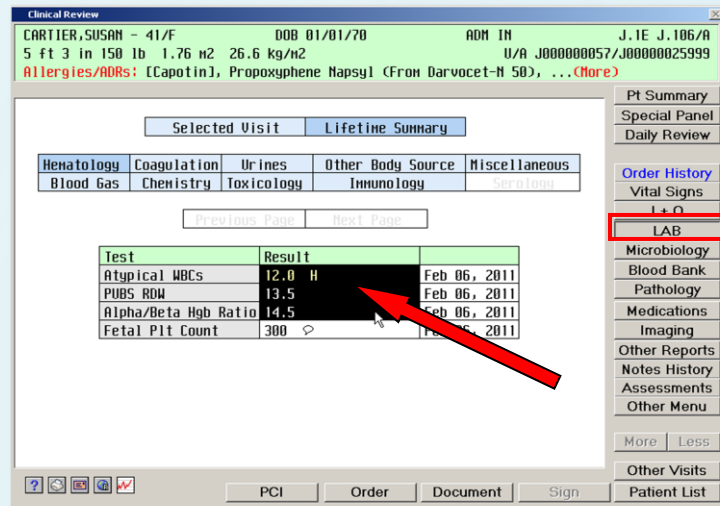 Clinical Review
CARTIER,SUSAN - 41/F DOB 01/01/70 ADM IN J.1E J.106/A
5 ft 3 in 150 lb 1.76 M2 26.6 Kg/M2 U/A J000000057/J00000025999
Allergies/ADRs: [Capotin], Propoxyphene Napsyl (From Darvocet-N 50), ...(More)
Pt Summary
Special Panel
Daily Review
Selected Visit Lifetime Summary
Hematology Coagulation Urines Other Body Source Miscellaneous
Blood Gas Chemistry Toxicology Immunology Serology
Previous Page Next Page
Test Result
Atypical WBCs 12.0 H Feb 06, 2011
PUBS RDW 13.5 Feb 06, 2011
Alpha/Beta Hgb Ratio 14.5 Feb 06, 2011
Fetal Plt Count 300 Feb 06, 2011
Order History
Vital Signs
I + O
LAB
Microbiology
Blood Bank
Pathology
Medications
Imaging
Other Reports
Notes History
Assessments
Other Menu
More Less
Other Visits
Patient List
? PCI Order Document Sign